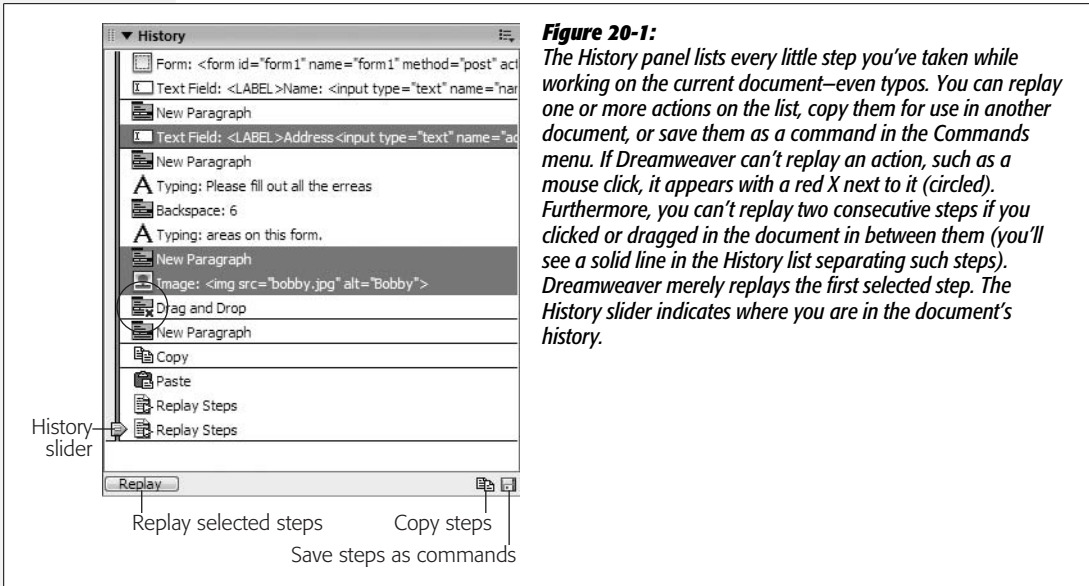 History
Form: <form id="form1" name="form1" method="post" act
Text Field: <LABEL>Name: <input type="text" name="nar
New Paragraph
Text Field: <LABEL>Address<input type="text" name="ad
New Paragraph
Typing: Please fill out all the erreas
Backspace: 6
Typing: areas on this form.
New Paragraph
Image: <img src="bobby.jpg" alt="Bobby">
Drag and Drop
New Paragraph
Copy
Paste
Replay Steps
Replay Steps
History
slider
Replay
Replay selected steps
Copy steps
Save steps as commands
Figure 20-1:
The History panel lists every little step you’ve taken while
working on the current document—even typos. You can replay
one or more actions on the list, copy them for use in another
document, or save them as a command in the Commands
menu. If Dreamweaver can’t replay an action, such as a
mouse click, it appears with a red X next to it (circled).
Furthermore, you can’t replay two consecutive steps if you
clicked or dragged in the document in between them (you’ll
see a solid line in the History list separating such steps).
Dreamweaver merely replays the first selected step. The
History slider indicates where you are in the document’s
history.